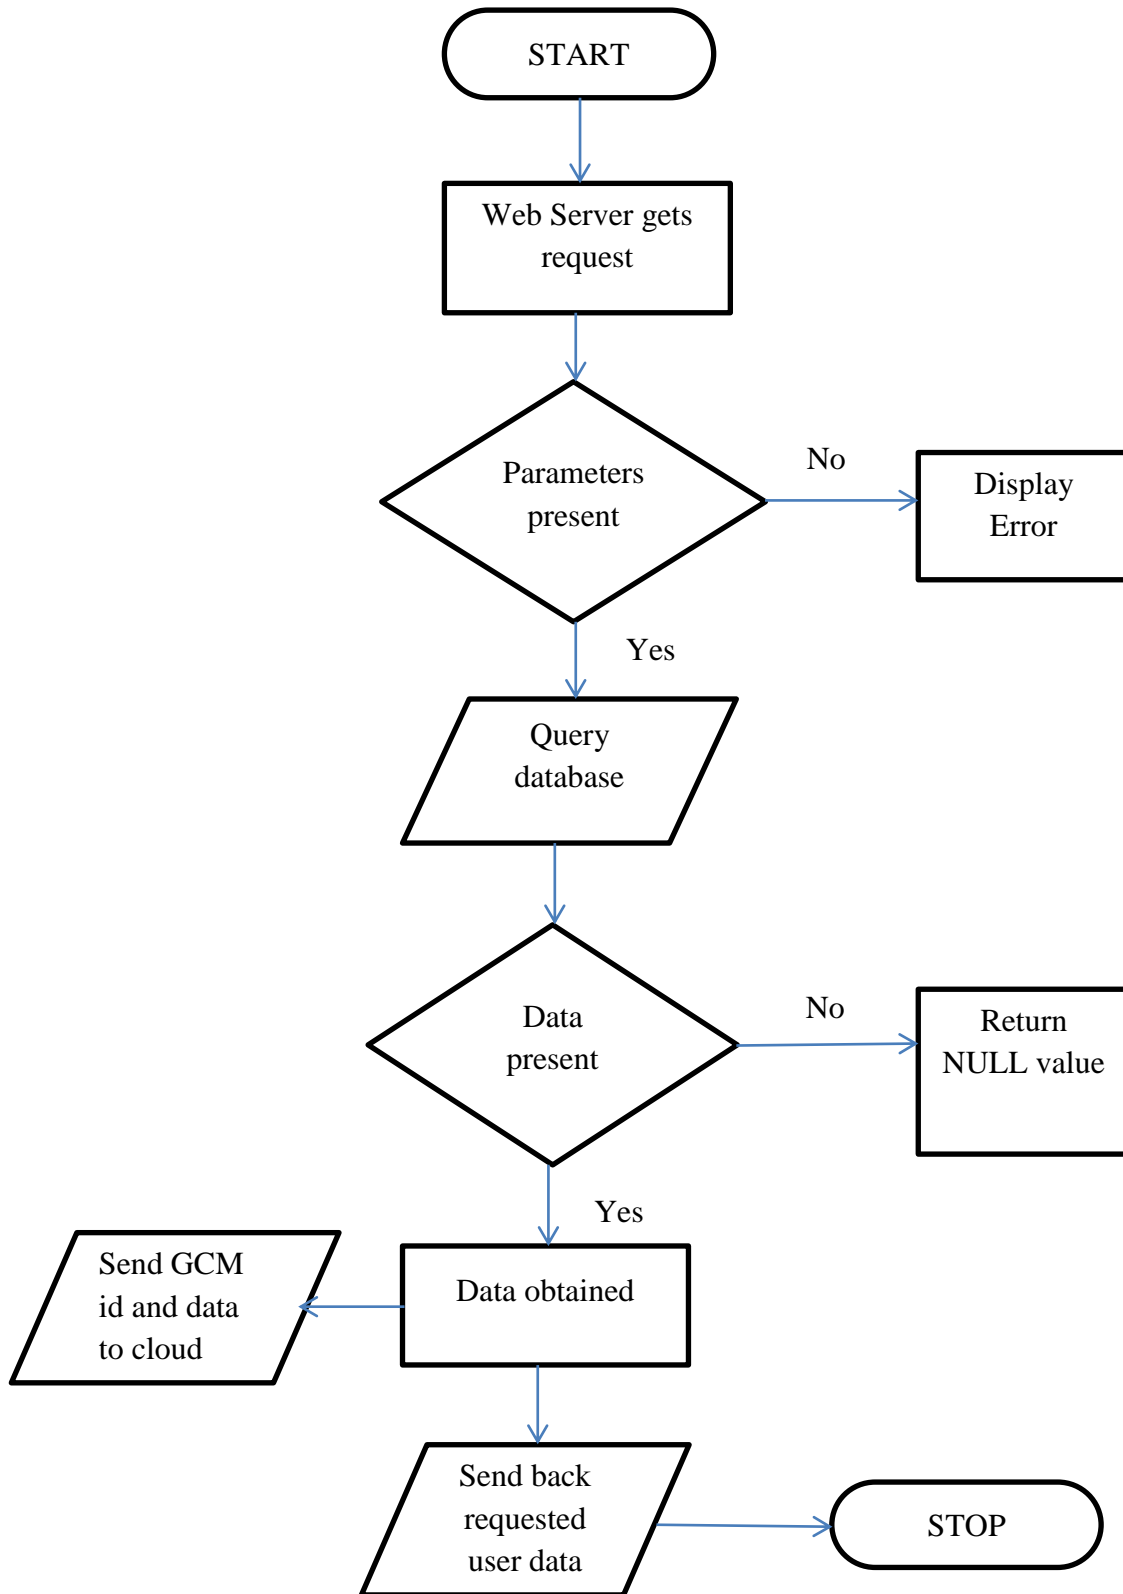 START
Web Server gets
request
Parameters
present
No
Display
Error
Yes
Query
database
Data
present
No
Return
NULL value
Yes
Send GCM
id and data
to cloud
Data obtained
Send back
requested
user data
STOP